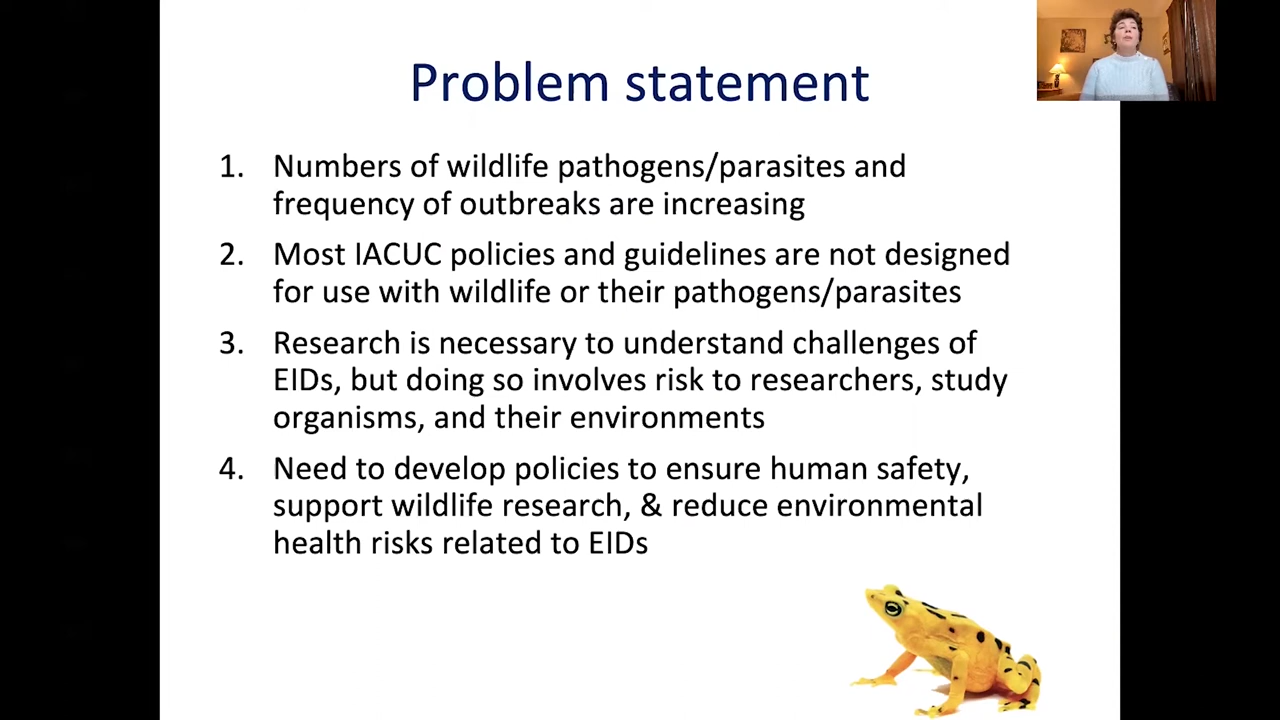 Problem statement
1. Numbers of wildlife pathogens/parasites and
frequency of outbreaks are increasing
2. Most IACUC policies and guidelines are not designed
for use with wildlife or their pathogens/parasites
3. Research is necessary to understand challenges of
EIDs, but doing so involves risk to researchers, study
organisms, and their environments
4. Need to develop policies to ensure human safety,
support wildlife research, & reduce environmental
health risks related to EIDs